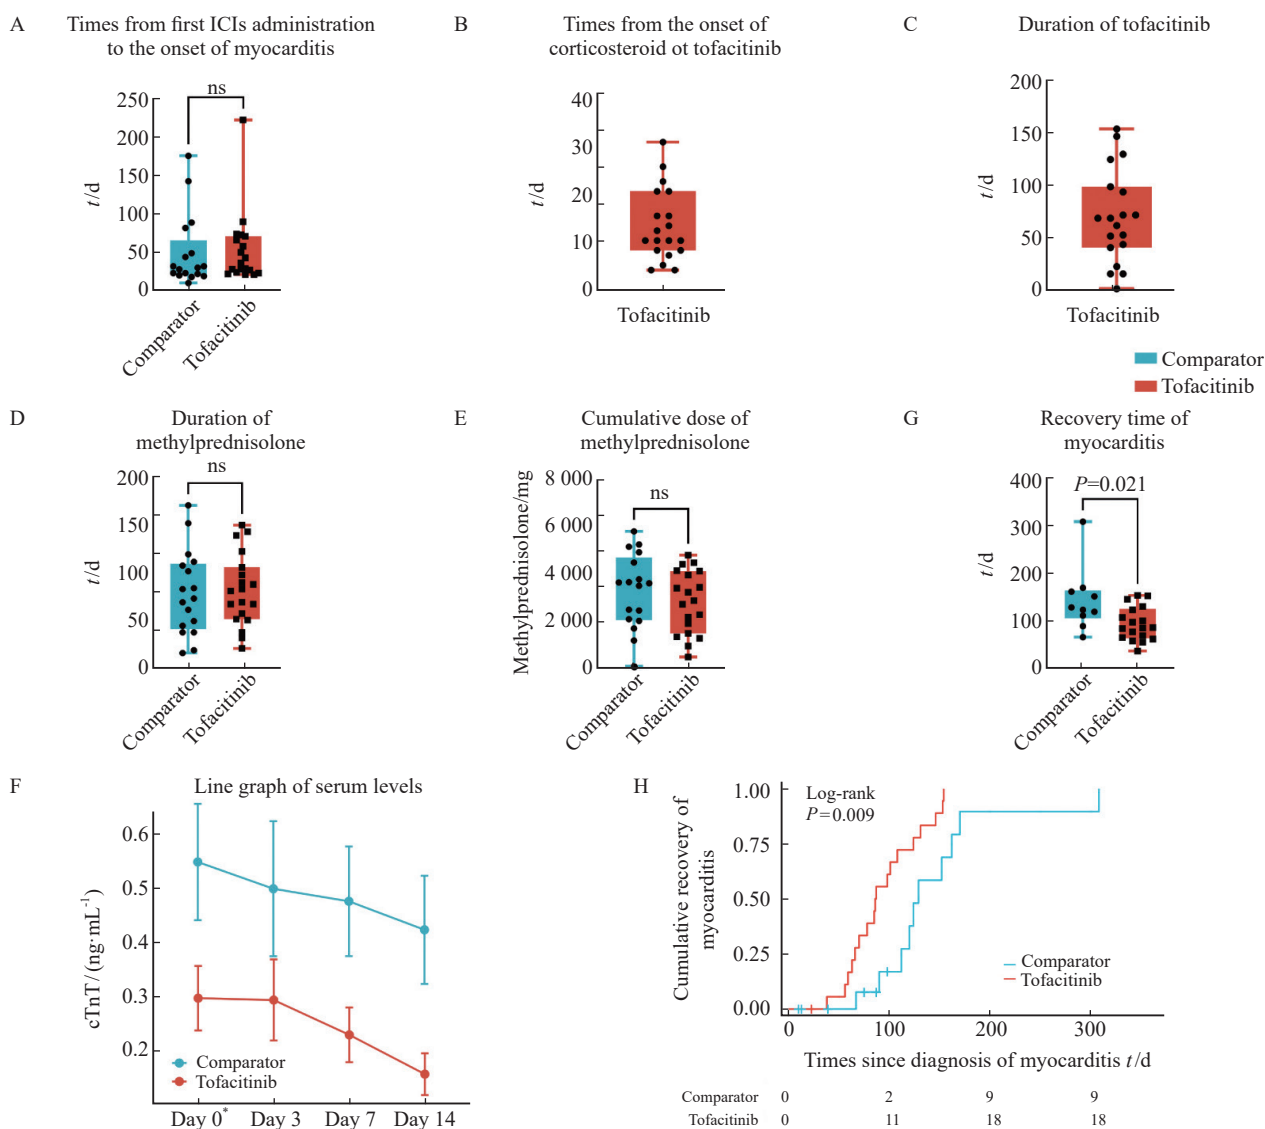 A
Times from first ICIs administration
to the onset of myocarditis
ns
t/d
250
200
150
100
50
0
Comparator
Tofacitinib
B
Times from the onset of
corticosteroid ot tofacitinib
t/d
40
30
20
10
0
Tofacitinib
C
Duration of tofacitinib
t/d
200
150
100
50
0
Tofacitinib
Comparator
Tofacitinib
D
Duration of
methylprednisolone
ns
t/d
200
150
100
50
0
Comparator
Tofacitinib
E
Cumulative dose of
methylprednisolone
ns
Methylprednisolone/mg
8 000
6 000
4 000
2 000
0
Comparator
Tofacitinib
G
Recovery time of
myocarditis
P=0.021
t/d
400
300
150
100
0
Comparator
Tofacitinib
F
Line graph of serum levels
cTnT/(ng·mL⁻¹)
0.6
0.5
0.4
0.3
0.2
Comparator
Tofacitinib
Day 0* Day 3 Day 7 Day 14
H
Log-rank
P=0.009
Cumulative recovery of
myocarditis
1.00
0.75
0.50
0.25
0.00
Comparator
Tofacitinib
0 100 200 300
Times since diagnosis of myocarditis t/d
Comparator 0 2 9 9
Tofacitinib 0 11 18 18